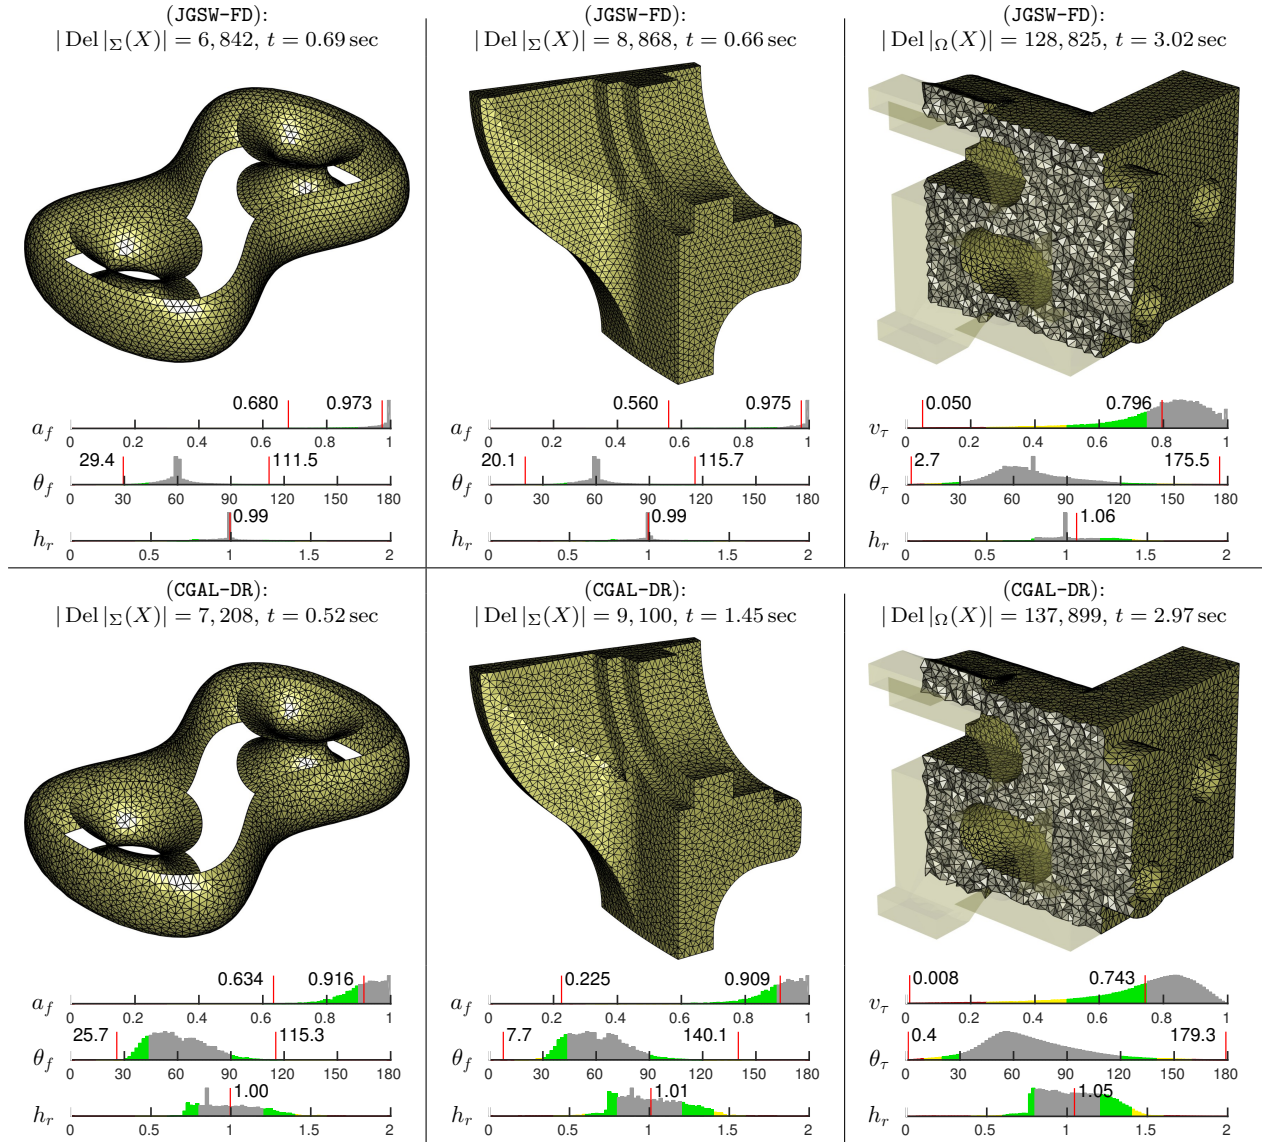 (JGSW-FD):
| Del |Σ(X)| = 6, 842, t = 0.69 sec
a_f 0.680 0.973
0 0.2 0.4 0.6 0.8 1
θ_f 29.4 111.5
0 30 60 90 120 150 180
h_r 0.99
0 0.5 1 1.5 2
(JGSW-FD):
| Del |Σ(X)| = 8, 868, t = 0.66 sec
a_f 0.560 0.975
0 0.2 0.4 0.6 0.8 1
θ_f 20.1 115.7
0 30 60 90 120 150 180
h_r 0.99
0 0.5 1 1.5 2
(JGSW-FD):
| Del |Ω(X)| = 128, 825, t = 3.02 sec
v_τ 0.050 0.796
0 0.2 0.4 0.6 0.8 1
θ_τ 2.7 175.5
0 30 60 90 120 150 180
h_r 1.06
0 0.5 1 1.5 2
(CGAL-DR):
| Del |Σ(X)| = 7, 208, t = 0.52 sec
a_f 0.634 0.916
0 0.2 0.4 0.6 0.8 1
θ_f 25.7 115.3
0 30 60 90 120 150 180
h_r 1.00
0 0.5 1 1.5 2
(CGAL-DR):
| Del |Σ(X)| = 9, 100, t = 1.45 sec
a_f 0.225 0.909
0 0.2 0.4 0.6 0.8 1
θ_f 7.7 140.1
0 30 60 90 120 150 180
h_r 1.01
0 0.5 1 1.5 2
(CGAL-DR):
| Del |Ω(X)| = 137, 899, t = 2.97 sec
v_τ 0.008 0.743
0 0.2 0.4 0.6 0.8 1
θ_τ 0.4 179.3
0 30 60 90 120 150 180
h_r 1.05
0 0.5 1 1.5 2